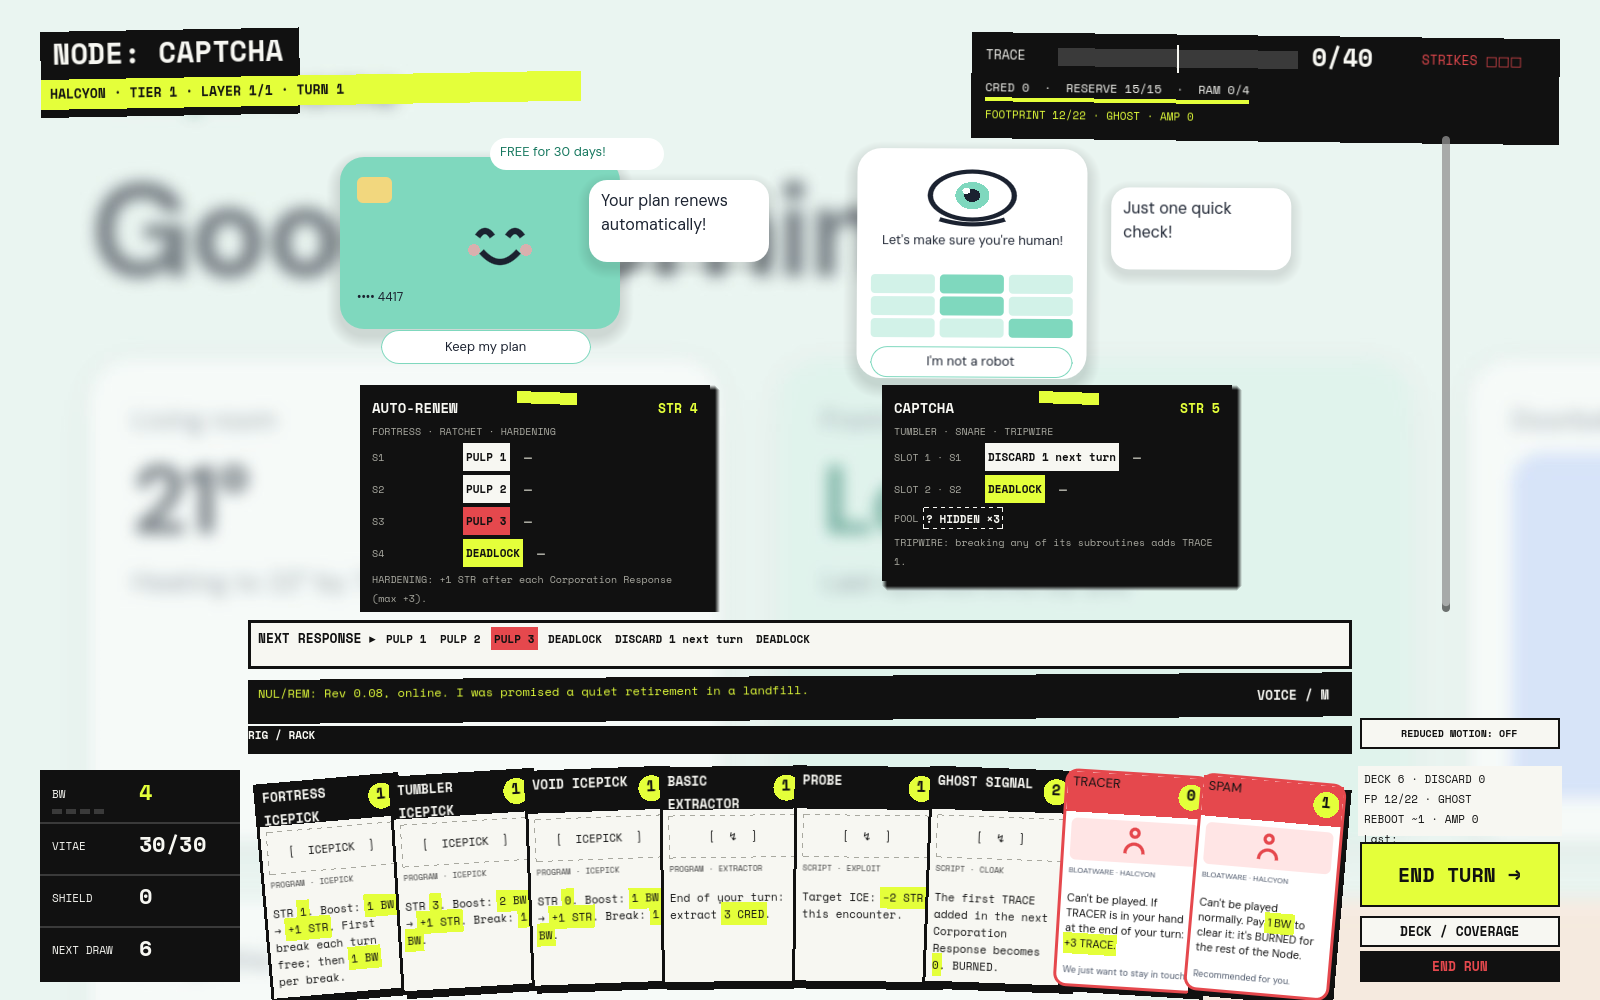 NODE: CAPTCHA
HALCYON · TIER 1 · LAYER 1/1 · TURN 1
TRACE 0/40 STRIKES □□□
CRED 0 · RESERVE 15/15 · RAM 0/4
FOOTPRINT 12/22 · GHOST · AMP 0
FREE for 30 days!
Your plan renews
automatically!
•••• 4417
Keep my plan
Let's make sure you're human!
I'm not a robot
Just one quick
check!
21°
AUTO-RENEW STR 4
FORTRESS · RATCHET · HARDENING
S1 PULP 1 —
S2 PULP 2 —
S3 PULP 3 —
S4 DEADLOCK —
HARDENING: +1 STR after each Corporation Response
(max +3).
CAPTCHA STR 5
TUMBLER · SNARE · TRIPWIRE
SLOT 1 · S1 DISCARD 1 next turn —
SLOT 2 · S2 DEADLOCK —
POOL ? HIDDEN ×3
TRIPWIRE: breaking any of its subroutines adds TRACE
1.
NEXT RESPONSE ▶ PULP 1 PULP 2 PULP 3 DEADLOCK DISCARD 1 next turn DEADLOCK
NUL/REM: Rev 0.08, online. I was promised a quiet retirement in a landfill.
VOICE / M
RIG / RACK
REDUCED MOTION: OFF
BW 4
VITAE 30/30
SHIELD 0
NEXT DRAW 6
FORTRESS
ICEPICK
1
[ ICEPICK ]
PROGRAM · ICEPICK
STR 1. Boost: 1 BW
→ +1 STR. First
break each turn
free; then 1 BW
per break.
TUMBLER
ICEPICK
1
[ ICEPICK ]
PROGRAM · ICEPICK
STR 3. Boost: 2 BW
→ +1 STR. Break: 1
BW.
VOID ICEPICK
1
[ ICEPICK ]
PROGRAM · ICEPICK
STR 0. Boost: 1 BW
→ +1 STR. Break: 1
BW.
BASIC
EXTRACTOR
1
[ ↯ ]
PROGRAM · EXTRACTOR
End of your turn:
extract 3 CRED.
PROBE
1
[ ↯ ]
SCRIPT · EXPLOIT
Target ICE: −2 STR
this encounter.
GHOST SIGNAL
2
[ ↯ ]
SCRIPT · CLOAK
The first TRACE
added in the next
Corporation
Response becomes
0. BURNED.
TRACER
0
BLOATWARE · HALCYON
Can't be played. If
TRACER is in your hand
at the end of your turn:
+3 TRACE.
We just want to stay in touch
SPAM
1
BLOATWARE · HALCYON
Can't be played
normally. Pay 1 BW to
clear it: it's BURNED for
the rest of the Node.
Recommended for you.
DECK 6 · DISCARD 0
FP 12/22 · GHOST
REBOOT ~1 · AMP 0
Last:
END TURN →
DECK / COVERAGE
END RUN